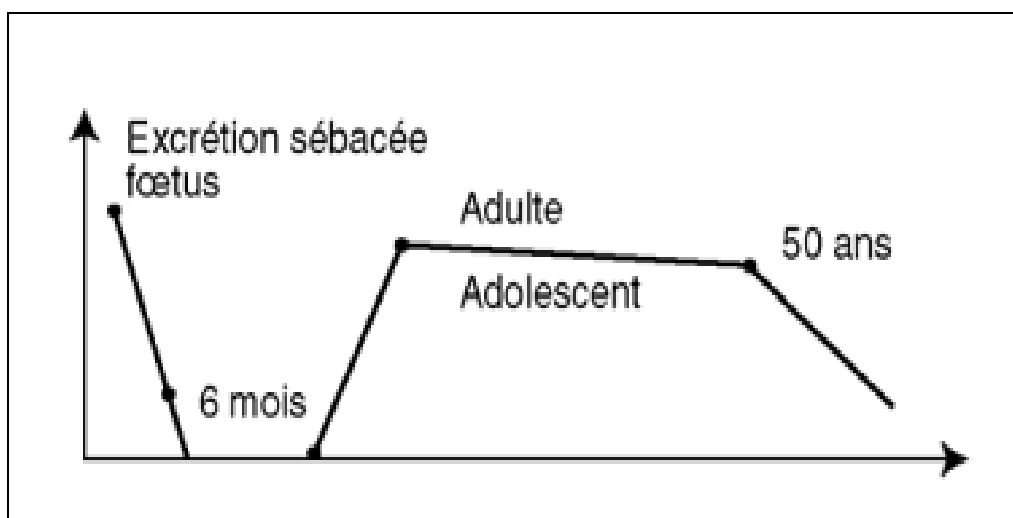 Excrétion sébacée
fœtus
Adulte
50 ans
Adolescent
6 mois